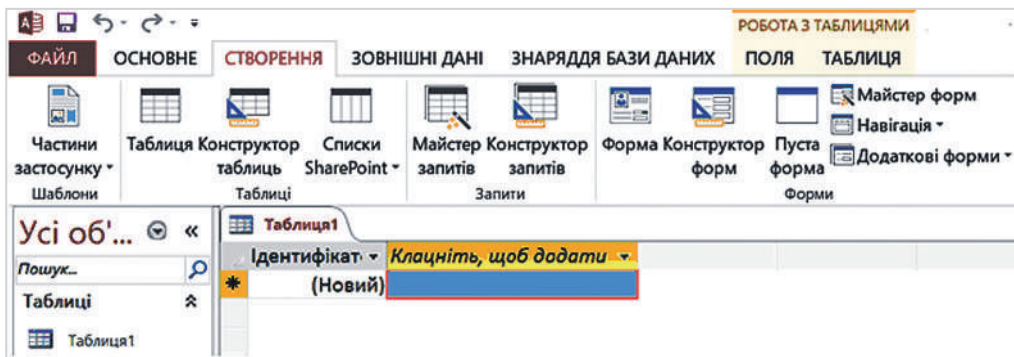 РОБОТА З ТАБЛИЦЯМИ
ФАЙЛ ОСНОВНЕ СТВОРЕННЯ ЗОВНІШНІ ДАНІ ЗНАРЯДДЯ БАЗИ ДАНИХ ПОЛЯ ТАБЛИЦЯ
Частини застосунку
Таблиця
Конструктор таблиць
Списки SharePoint
Майстер запитів
Конструктор запитів
Форма
Конструктор форм
Пуста форма
Майстер форм
Навігація
Додаткові форми
Шаблони Таблиці Запити Форми
Усі об'... «
Пошук...
Таблиці
Таблиця1
Таблиця1
Ідентифікат Клацніть, щоб додати
(Новий)